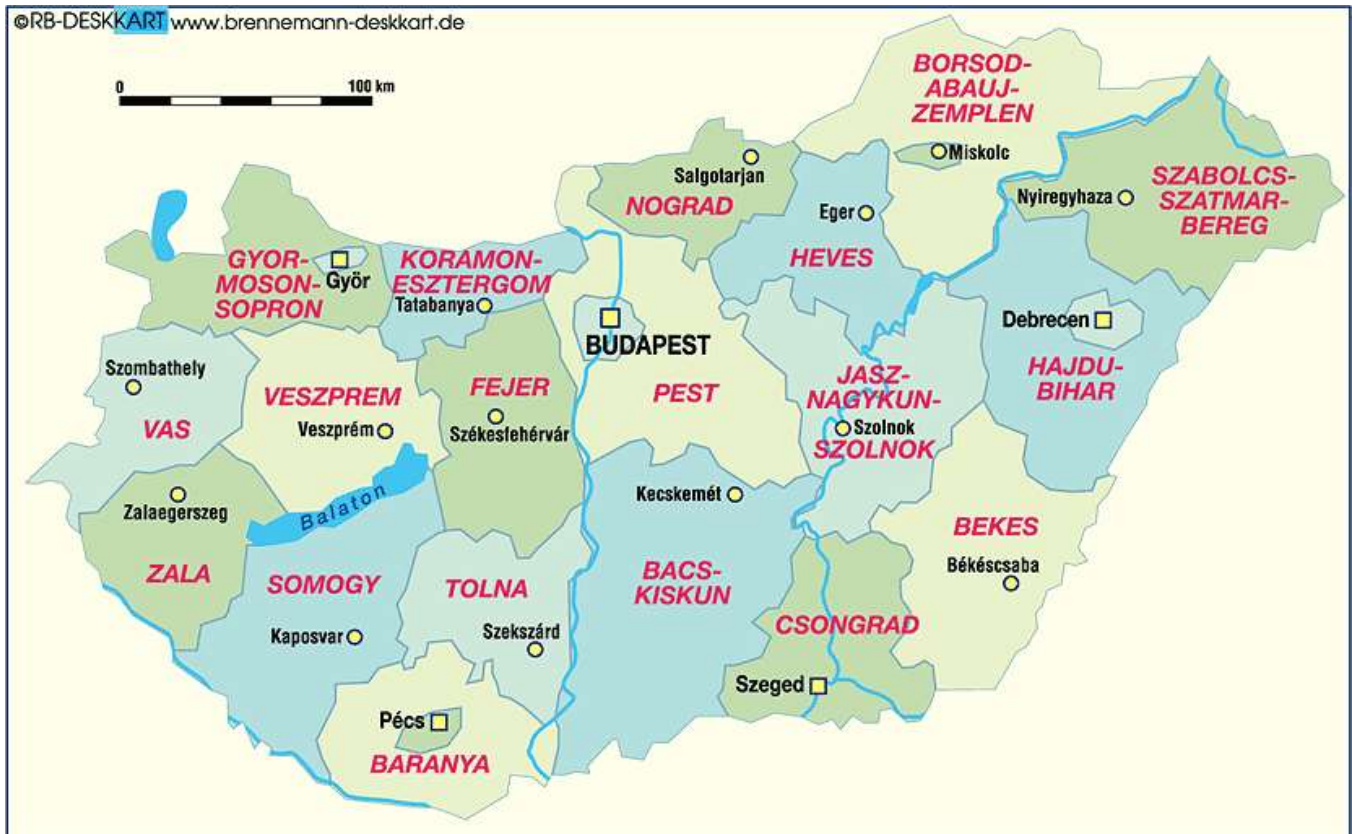 ©RB-DESKKART www.brennemann-deskkart.de
0 100 km
BORSOD-
ABAUJ-
ZEMPLEN
Miskolc
Salgotarjan
NOGRAD
SZABOLCS-
SZATMAR-
BEREG
Nyiregyhaza
Eger
HEVES
GYOR-
MOSON-
SOPRON
Györ
KORAMON-
ESZTERGOM
Tatabanya
BUDAPEST
Debrecen
HAJDU-
BIHAR
Szombathely
VAS
VESZPREM
Veszprém
FEJER
Székesfehérvár
PEST
JASZ-
NAGYKUN-
Szolnok
SZOLNOK
Zalaegerszeg
ZALA
Balaton
Kecskemét
BEKES
Békéscsaba
SOMOGY
Kaposvar
TOLNA
Szekszárd
BACS-
KISKUN
CSONGRAD
Szeged
Pécs
BARANYA